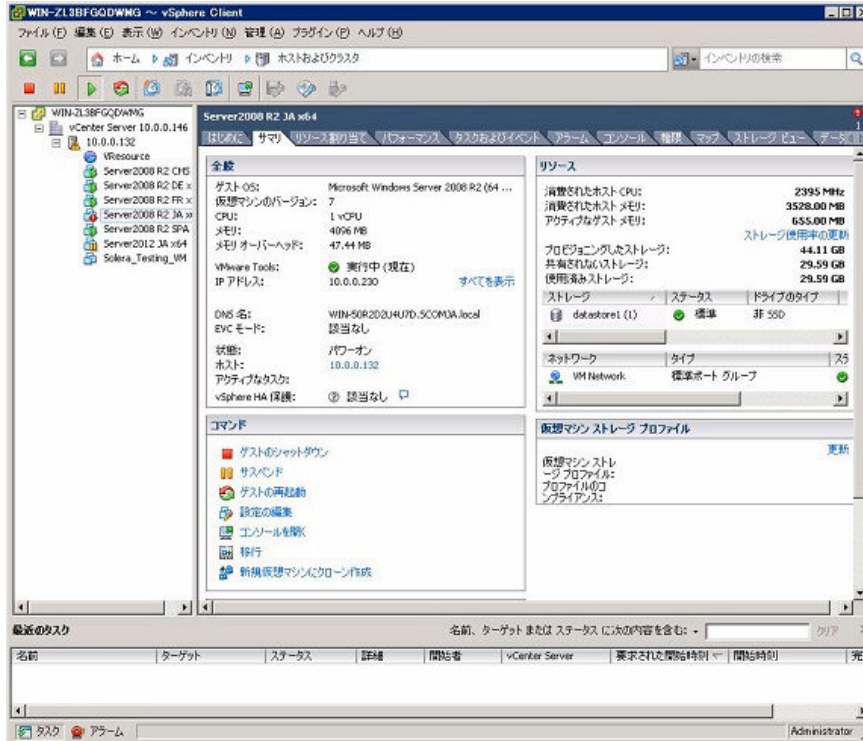 WIN-ZL3BFGQDWMG ~ vSphere Client
ファイル(F) 編集(E) 表示(W) インベントリ(N) 管理(A) プラグイン(P) ヘルプ(H)
ホーム インベントリ ホストおよびクラスタ
インベントリの検索
WIN-ZL3BFGQDWMG
vCenter Server 10.0.0.146
10.0.0.132
VResource
Server2008 R2 CHS
Server2008 R2 DE x
Server2008 R2 FR x
Server2008 R2 JA x
Server2008 R2 SPA
Server2012 JA x64
Solera_Testing_VM
Server2008 R2 JA x64
はじめに サマリ リソース割り当て パフォーマンス タスクおよびイベント アラーム コンソール 権限 マップ ストレージ ビュー データ
全般
ゲスト OS: Microsoft Windows Server 2008 R2 (64 ...
仮想マシンのバージョン: 7
CPU: 1 vCPU
メモリ: 4096 MB
メモリ オーバーヘッド: 47.44 MB
VMware Tools: 実行中 (現在)
IP アドレス: 10.0.0.230 すべてを表示
DNS 名: WIN-50R2D2U4U7D.SCOMJA.local
EVC モード: 該当なし
状態: パワーオン
ホスト: 10.0.0.132
アクティブなタスク:
vSphere HA 保護: 該当なし
コマンド
ゲストのシャットダウン
サスペンド
ゲストの再起動
設定の編集
コンソールを開く
移行
新規仮想マシンにクローン作成
リソース
消費されたホスト CPU: 2395 MHz
消費されたホスト メモリ: 3528.00 MB
アクティブなゲスト メモリ: 655.00 MB
ストレージ使用率の更新
プロビジョニングしたストレージ: 44.11 GB
共有されないストレージ: 29.59 GB
使用済みストレージ: 29.59 GB
ストレージ ステータス ドライブのタイプ
datastore1 (1) 標準 非 SSD
ネットワーク タイプ ス
VM Network 標準ポート グループ
仮想マシン ストレージ プロファイル
更新
仮想マシン ストレ
ージ プロファイル:
プロファイルのコ
ンプライアンス:
最近のタスク
名前、ターゲット または ステータス に次の内容を含む: クリア
名前 ターゲット ステータス 詳細 開始者 vCenter Server 要求された開始時刻 開始時刻 完
タスク アラーム Administrator